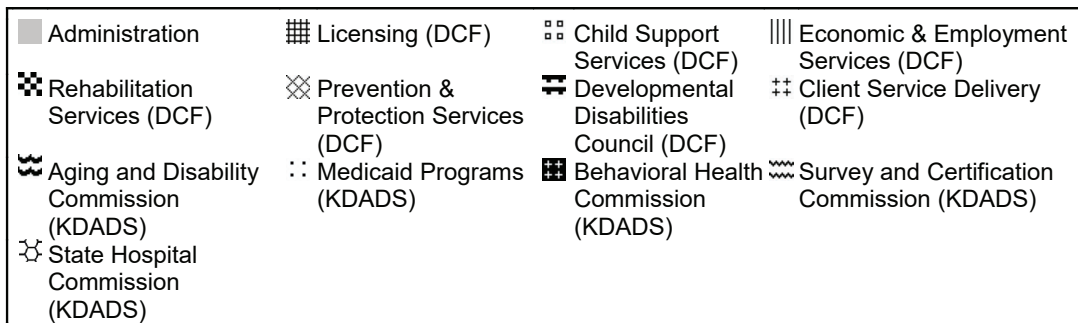 Administration
Licensing (DCF)
Child Support
Services (DCF)
Economic & Employment
Services (DCF)
Rehabilitation
Services (DCF)
Prevention &
Protection Services
(DCF)
Developmental
Disabilities
Council (DCF)
Client Service Delivery
(DCF)
Aging and Disability
Commission
(KDADS)
Medicaid Programs
(KDADS)
Behavioral Health
Commission
(KDADS)
Survey and Certification
Commission (KDADS)
State Hospital
Commission
(KDADS)